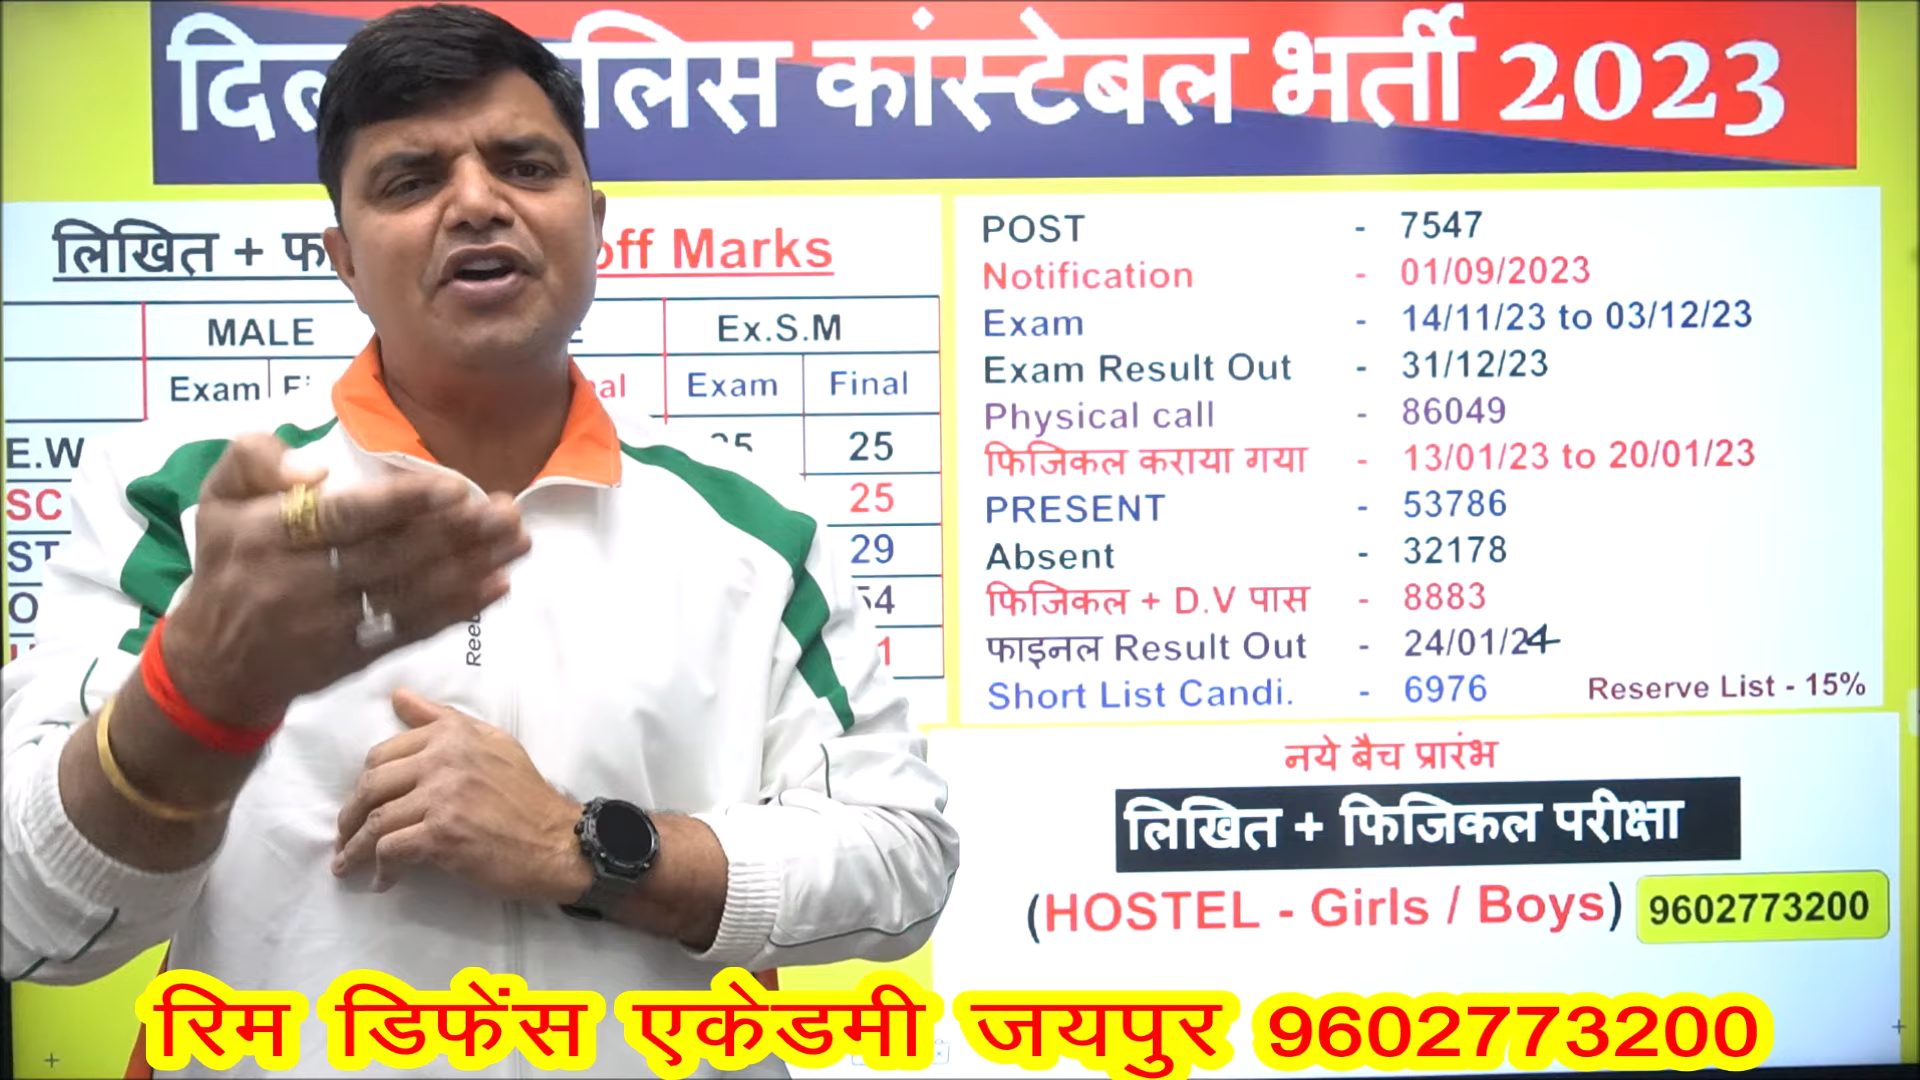 कांस्टेबल भर्ती 2023
लिखित +
off Marks
MALE
Ex.S.M
Exam
Exam Final
25
SC 25
ST 29
POST - 7547
Notification - 01/09/2023
Exam - 14/11/23 to 03/12/23
Exam Result Out - 31/12/23
Physical call - 86049
फिजिकल कराया गया - 13/01/23 to 20/01/23
PRESENT - 53786
Absent - 32178
फिजिकल + D.V पास - 8883
फाइनल Result Out - 24/01/24
Short List Candi. - 6976 Reserve List - 15%
नये बैच प्रारंभ
लिखित + फिजिकल परीक्षा
(HOSTEL - Girls / Boys) 9602773200
रिम डिफेंस एकेडमी जयपुर 9602773200